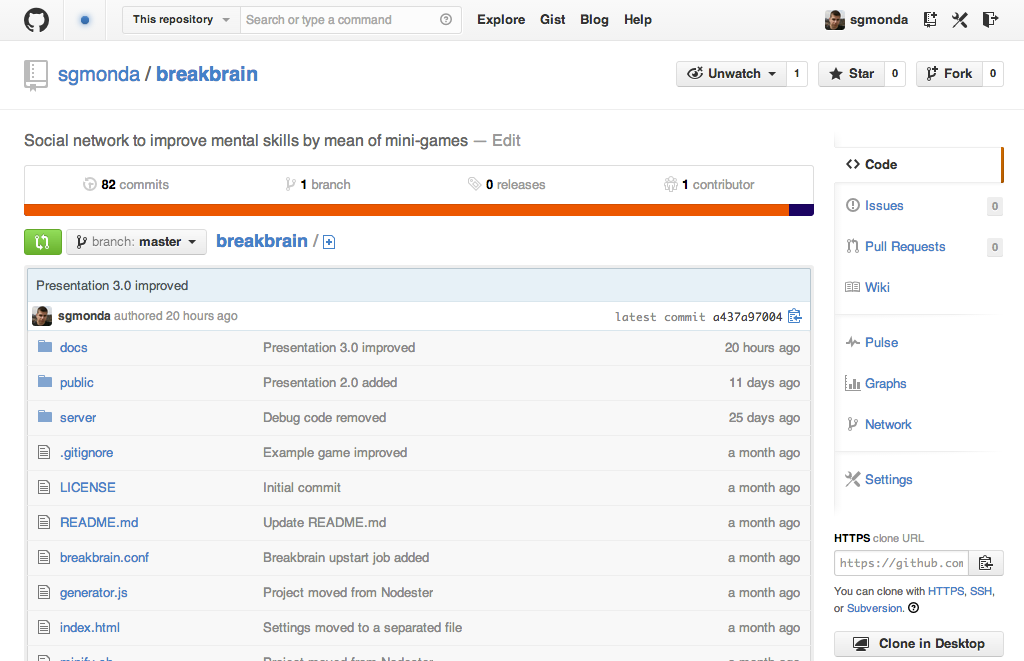 This repository Search or type a command Explore Gist Blog Help sgmonda
sgmonda / breakbrain Unwatch 1 Star 0 Fork 0
Social network to improve mental skills by mean of mini-games — Edit
82 commits 1 branch 0 releases 1 contributor
branch: master breakbrain /
Presentation 3.0 improved
sgmonda authored 20 hours ago latest commit a437a97004
docs Presentation 3.0 improved 20 hours ago
public Presentation 2.0 added 11 days ago
server Debug code removed 25 days ago
.gitignore Example game improved a month ago
LICENSE Initial commit a month ago
README.md Update README.md a month ago
breakbrain.conf Breakbrain upstart job added a month ago
generator.js Project moved from Nodester a month ago
index.html Settings moved to a separated file a month ago
Project moved from Nodester a month ago
Code
Issues 0
Pull Requests 0
Wiki
Pulse
Graphs
Network
Settings
HTTPS clone URL
https://github.com
You can clone with HTTPS, SSH,
or Subversion.
Clone in Desktop